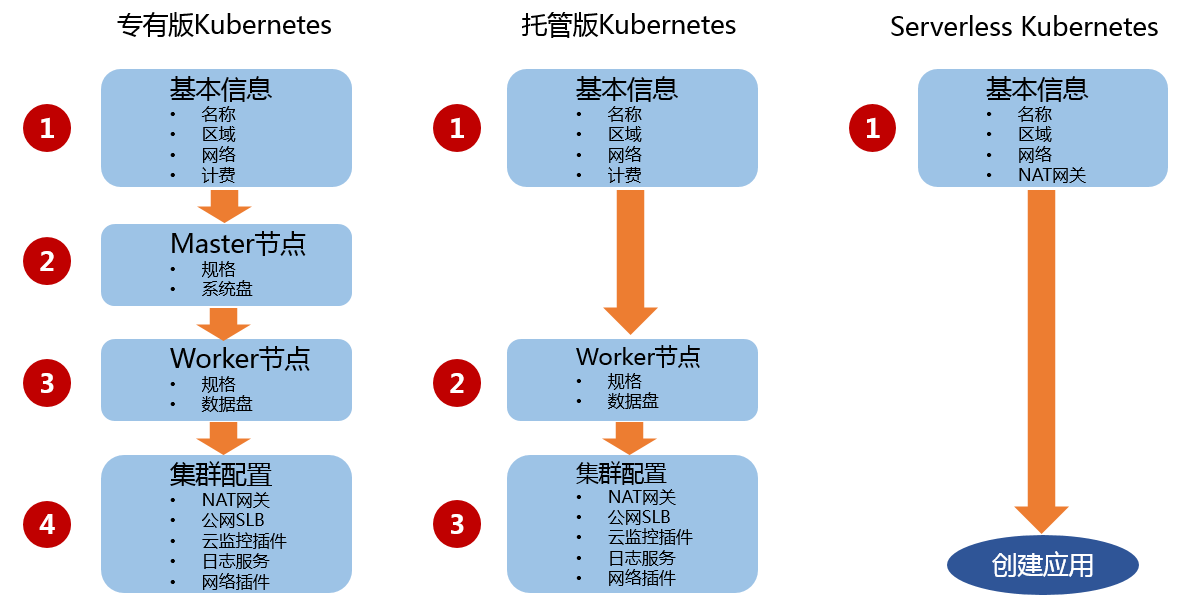 专有版Kubernetes
1
基本信息
• 名称
• 区域
• 网络
• 计费
2
Master节点
• 规格
• 系统盘
3
Worker节点
• 规格
• 数据盘
4
集群配置
• NAT网关
• 公网SLB
• 云监控插件
• 日志服务
• 网络插件
托管版Kubernetes
1
基本信息
• 名称
• 区域
• 网络
• 计费
2
Worker节点
• 规格
• 数据盘
3
集群配置
• NAT网关
• 公网SLB
• 云监控插件
• 日志服务
• 网络插件
Serverless Kubernetes
1
基本信息
• 名称
• 区域
• 网络
• NAT网关
创建应用